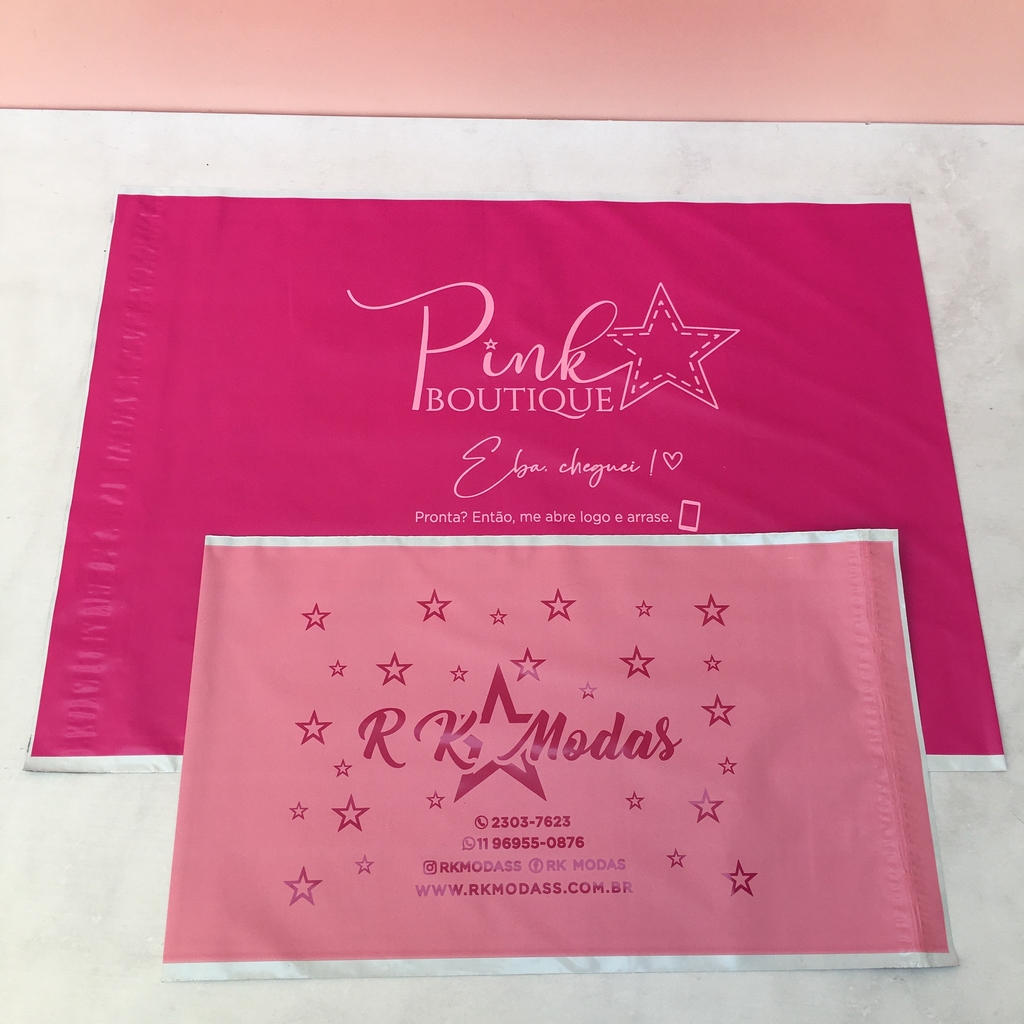 Pink
BOUTIQUE
Eba, cheguei !
Pronta? Então, me abre logo e arrase.
R K Modas
2303-7623
11 96955-0876
RKMODASS RK MODAS
WWW.RKMODASS.COM.BR